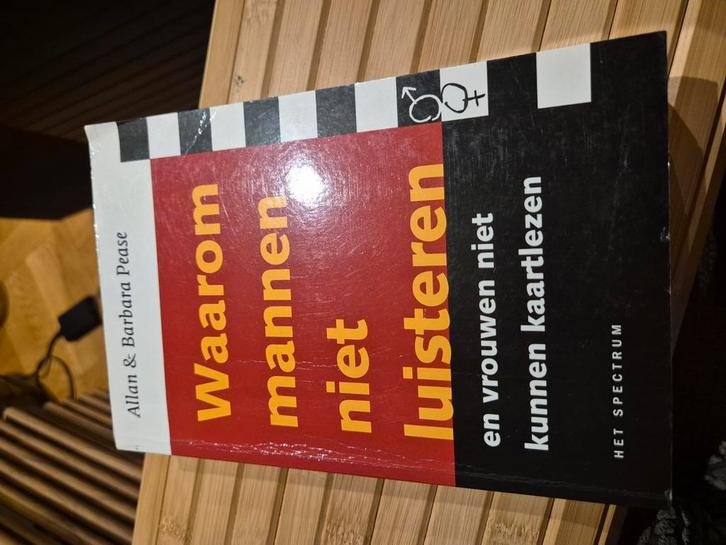 Allan & Barbara Pease
Waarom
mannen
niet
luisteren
en vrouwen niet
kunnen kaartlezen
HET SPECTRUM